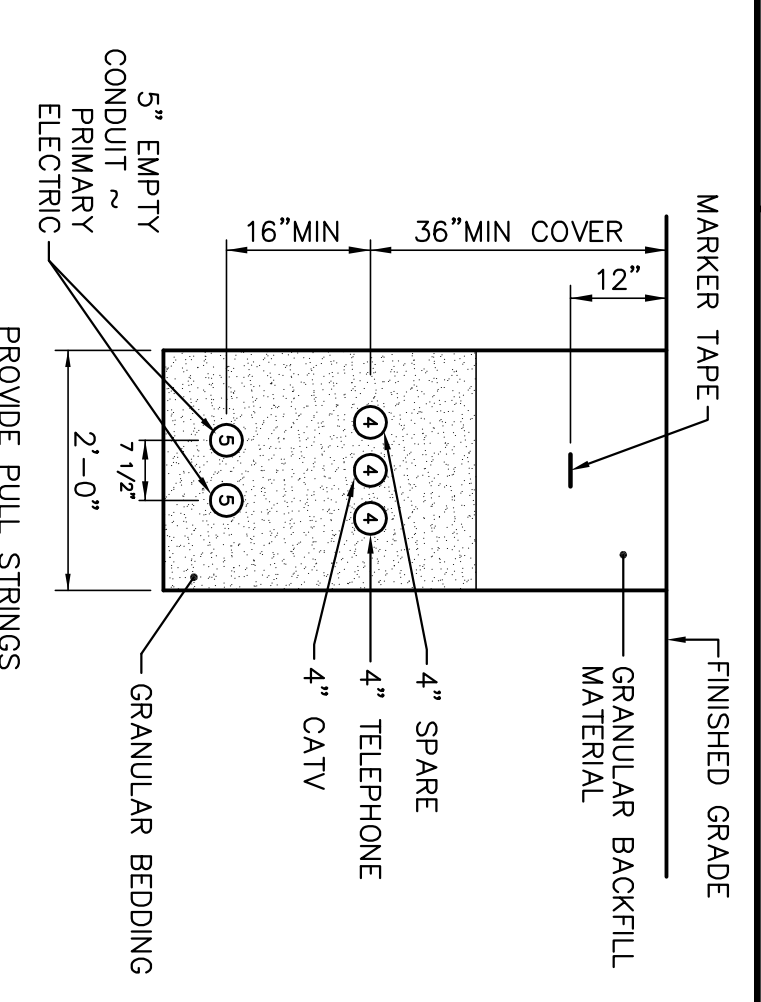 FINISHED GRADE
GRANULAR BACKFILL
MATERIAL
MARKER TAPE
12”
36”MIN COVER
16”MIN
4
4
4
4” SPARE
4” TELEPHONE
4” CATV
5
5
5” EMPTY
CONDUIT ~
PRIMARY
ELECTRIC
7 1/2”
2’-0”
GRANULAR BEDDING
PROVIDE PULL STRINGS